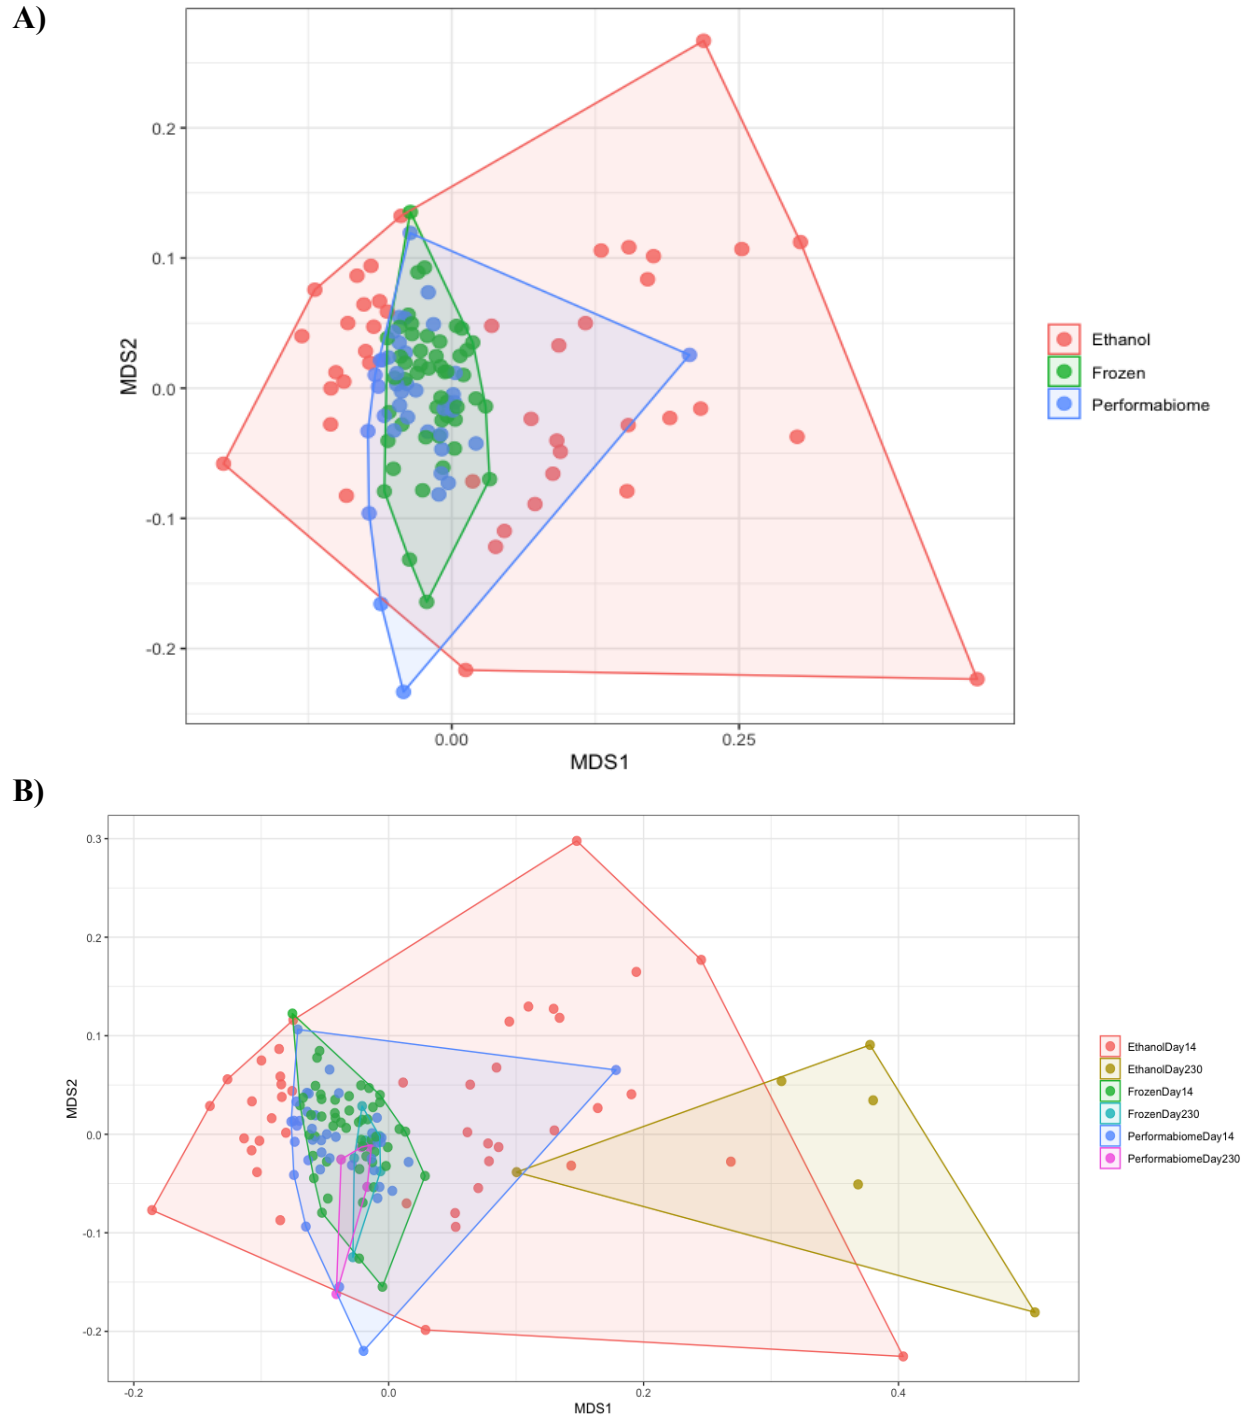 A)
0.2
0.1
0.0
-0.1
-0.2
MDS2
0.00
0.25
MDS1
Ethanol
Frozen
Performabiome
B)
0.3
0.2
0.1
0.0
-0.1
-0.2
MDS2
-0.2
0.0
0.2
0.4
MDS1
EthanolDay14
EthanolDay230
FrozenDay14
FrozenDay230
PerformabiomeDay14
PerformabiomeDay230